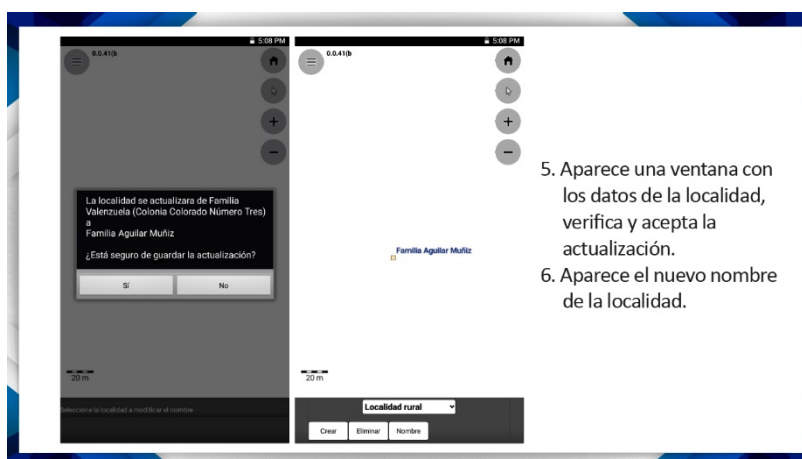 5:08 PM
0.0.41(b
La localidad se actualizara de Familia
Valenzuela (Colonia Colorado Número Tres)
a
Familia Aguilar Muñiz
¿Está seguro de guardar la actualización?
Sí
No
20 m
Seleccione la localidad a modificar el nombre
5:08 PM
0.0.41(b
Familia Aguilar Muñiz
20 m
Localidad rural
Crear
Eliminar
Nombre
5. Aparece una ventana con
los datos de la localidad,
verifica y acepta la
actualización.
6. Aparece el nuevo nombre
de la localidad.